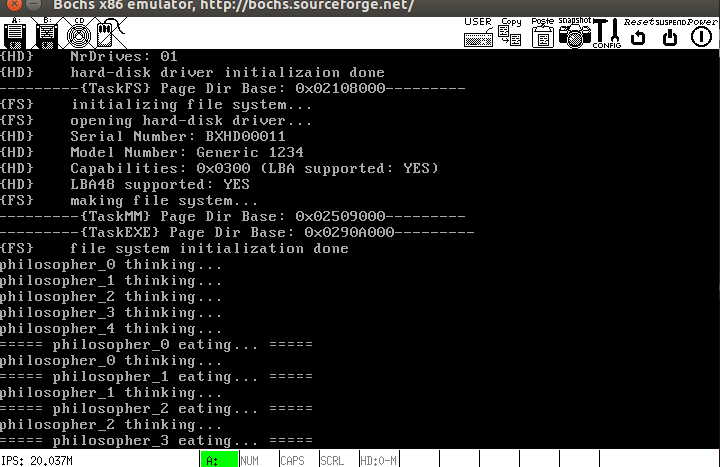 Bochs x86 emulator, http://bochs.sourceforge.net/
A: B: CD USER Copy Poste snapshot CONFIG Reset SUSPEND Power
{HD} NrDrives: 01
{HD} hard-disk driver initializaion done
---------{TaskFS} Page Dir Base: 0x02108000---------
{FS} initializing file system...
{FS} opening hard-disk driver...
{HD} Serial Number: BXHD00011
{HD} Model Number: Generic 1234
{HD} Capabilities: 0x0300 (LBA supported: YES)
{HD} LBA48 supported: YES
{FS} making file system...
---------{TaskMM} Page Dir Base: 0x02509000---------
---------{TaskEXE} Page Dir Base: 0x0290A000---------
{FS} file system initialization done
philosopher_0 thinking...
philosopher_1 thinking...
philosopher_2 thinking...
philosopher_3 thinking...
philosopher_4 thinking...
===== philosopher_0 eating... =====
philosopher_0 thinking...
===== philosopher_1 eating... =====
philosopher_1 thinking...
===== philosopher_2 eating... =====
philosopher_2 thinking...
===== philosopher_3 eating... =====
IPS: 20.037M A: NUM CAPS SCRL HD:0-M